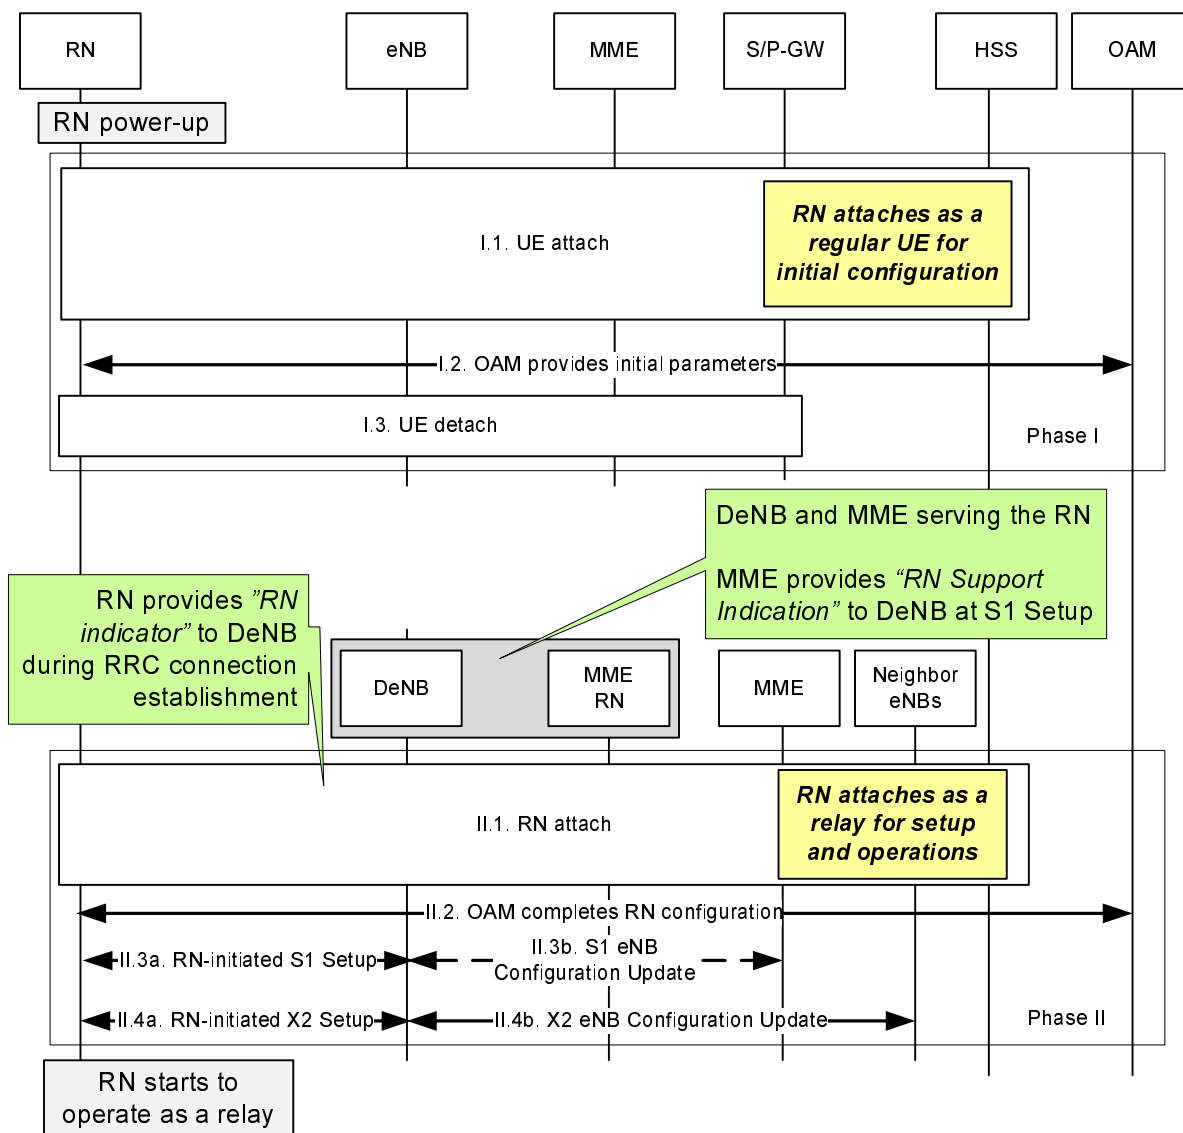 RN
eNB
MME
S/P-GW
HSS
OAM
RN power-up
I.1. UE attach
RN attaches as a
regular UE for
initial configuration
I.2. OAM provides initial parameters
I.3. UE detach
Phase I
DeNB and MME serving the RN
MME provides “RN Support
Indication” to DeNB at S1 Setup
RN provides ”RN
indicator” to DeNB
during RRC connection
establishment
DeNB
MME
RN
MME
Neighbor
eNBs
II.1. RN attach
RN attaches as a
relay for setup
and operations
II.2. OAM completes RN configuration
II.3a. RN-initiated S1 Setup
II.3b. S1 eNB
Configuration Update
II.4a. RN-initiated X2 Setup
II.4b. X2 eNB Configuration Update
Phase II
RN starts to
operate as a relay